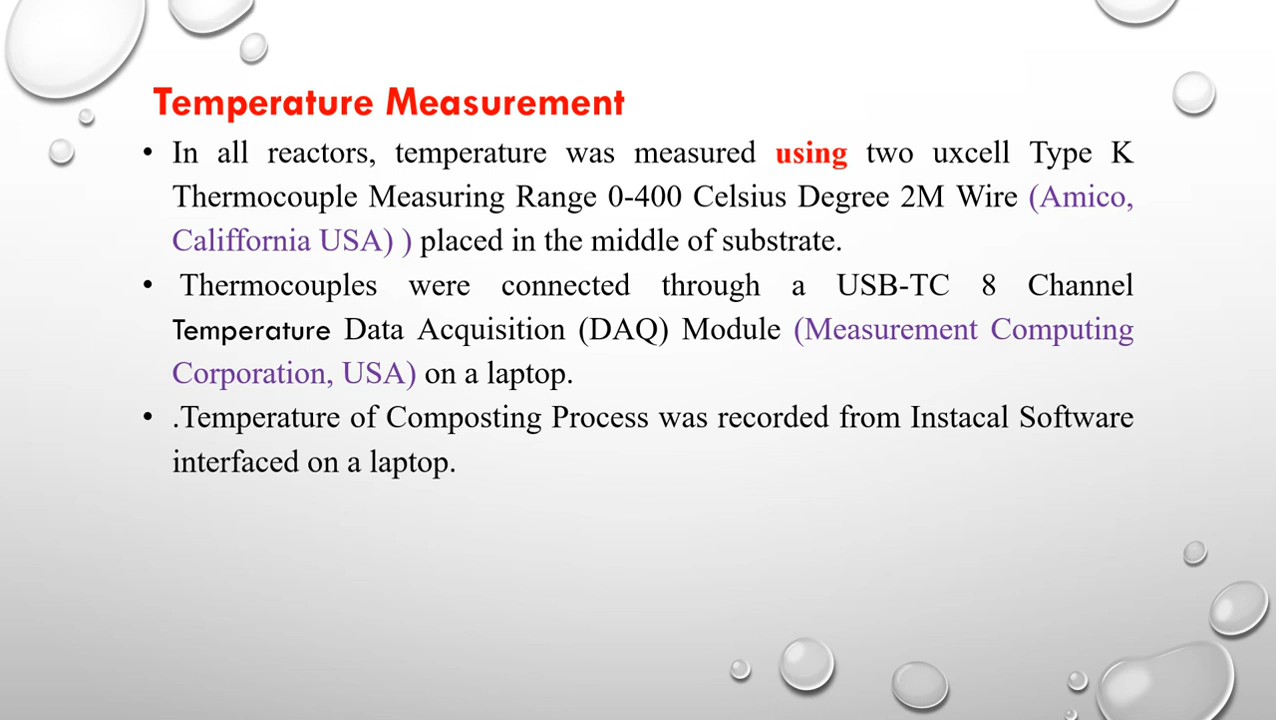 Temperature Measurement
• In all reactors, temperature was measured using two uxcell Type K
Thermocouple Measuring Range 0-400 Celsius Degree 2M Wire (Amico,
Califfornia USA) ) placed in the middle of substrate.
• Thermocouples were connected through a USB-TC 8 Channel
Temperature Data Acquisition (DAQ) Module (Measurement Computing
Corporation, USA) on a laptop.
• .Temperature of Composting Process was recorded from Instacal Software
interfaced on a laptop.